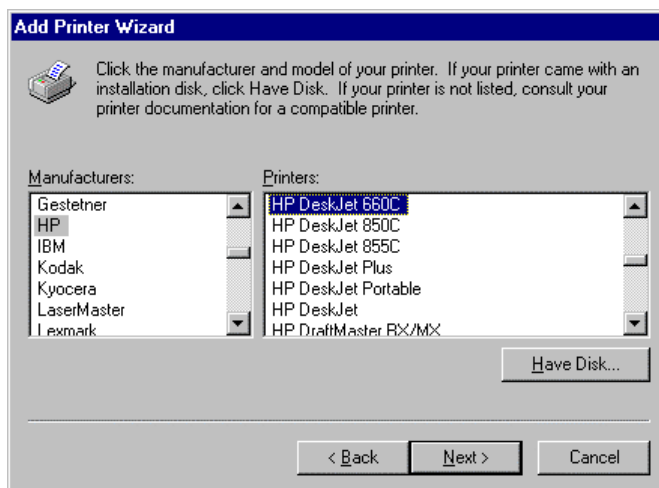 Add Printer Wizard
Click the manufacturer and model of your printer. If your printer came with an
installation disk, click Have Disk. If your printer is not listed, consult your
printer documentation for a compatible printer.
Manufacturers:
Gestetner
HP
IBM
Kodak
Kyocera
LaserMaster
Lexmark
Printers:
HP DeskJet 660C
HP DeskJet 850C
HP DeskJet 855C
HP DeskJet Plus
HP DeskJet Portable
HP DeskJet
HP DraftMaster RX/MX
Have Disk...
< Back
Next >
Cancel